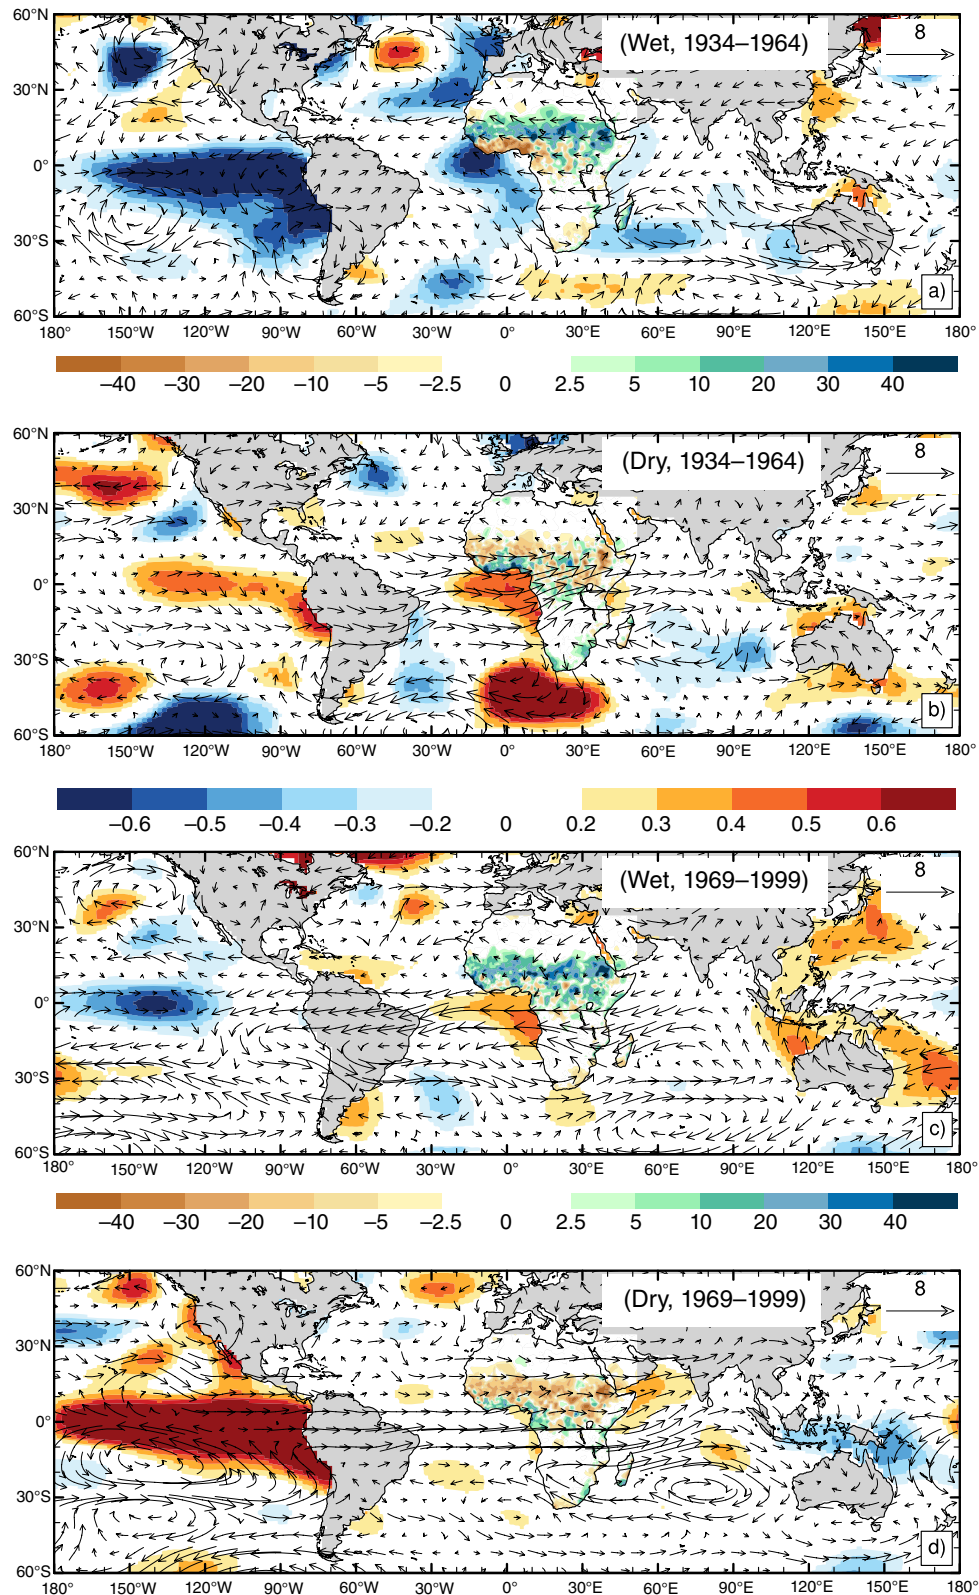 60°N
(Wet, 1934–1964)
8
30°N
0°
30°S
a)
60°S
180° 150°W 120°W 90°W 60°W 30°W 0° 30°E 60°E 90°E 120°E 150°E 180°
–40 –30 –20 –10 –5 –2.5 0 2.5 5 10 20 30 40
60°N
(Dry, 1934–1964)
8
30°N
0°
30°S
b)
60°S
180° 150°W 120°W 90°W 60°W 30°W 0° 30°E 60°E 90°E 120°E 150°E 180°
–0.6 –0.5 –0.4 –0.3 –0.2 0 0.2 0.3 0.4 0.5 0.6
60°N
(Wet, 1969–1999)
8
30°N
0°
30°S
c)
60°S
180° 150°W 120°W 90°W 60°W 30°W 0° 30°E 60°E 90°E 120°E 150°E 180°
–40 –30 –20 –10 –5 –2.5 0 2.5 5 10 20 30 40
60°N
(Dry, 1969–1999)
8
30°N
0°
30°S
d)
60°S
180° 150°W 120°W 90°W 60°W 30°W 0° 30°E 60°E 90°E 120°E 150°E 180°